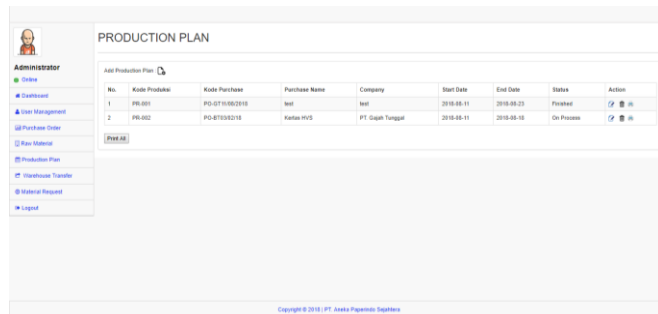 PRODUCTION PLAN
Administrator
Online
Dashboard
User Management
Purchase Order
Raw Material
Production Plan
Warehouse Transfer
Material Request
Logout
Add Production Plan
No. Kode Produksi Kode Purchase Purchase Name Company Start Date End Date Status Action
1 PR-001 PO-GT11/08/2018 test test 2018-08-11 2018-08-23 Finished
2 PR-002 PO-BT03/02/18 Kertas HVS PT. Gajah Tunggal 2018-08-11 2018-08-18 On Process
Print All
Copyright © 2018 | PT. Aneka Paperindo Sejahtera